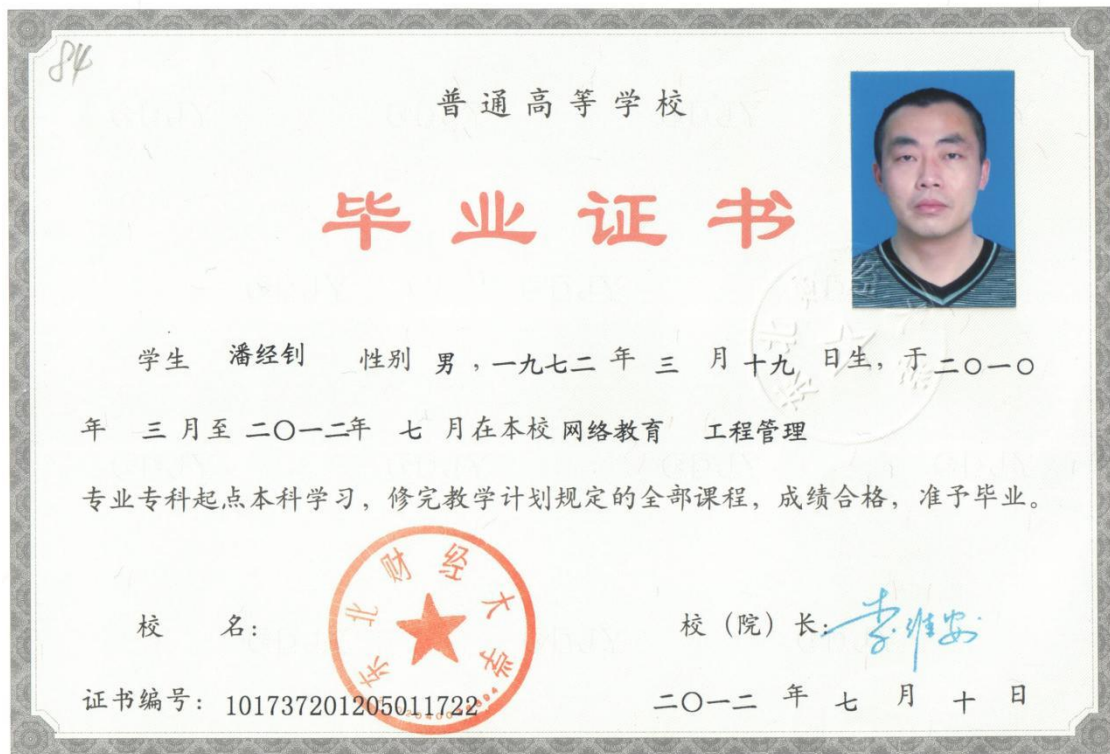 84
普通高等学校
毕业证书
学生 潘经钊 性别 男，一九七二 年 三 月 十九 日生，于 二〇一〇
年 三 月至 二〇一二年 七 月在本校 网络教育 工程管理
专业专科起点本科学习，修完教学计划规定的全部课程，成绩合格，准予毕业。
东北财经大学
校 名：
校（院）长：李维安
证书编号：101737201205011722
二〇一二 年 七 月 十 日